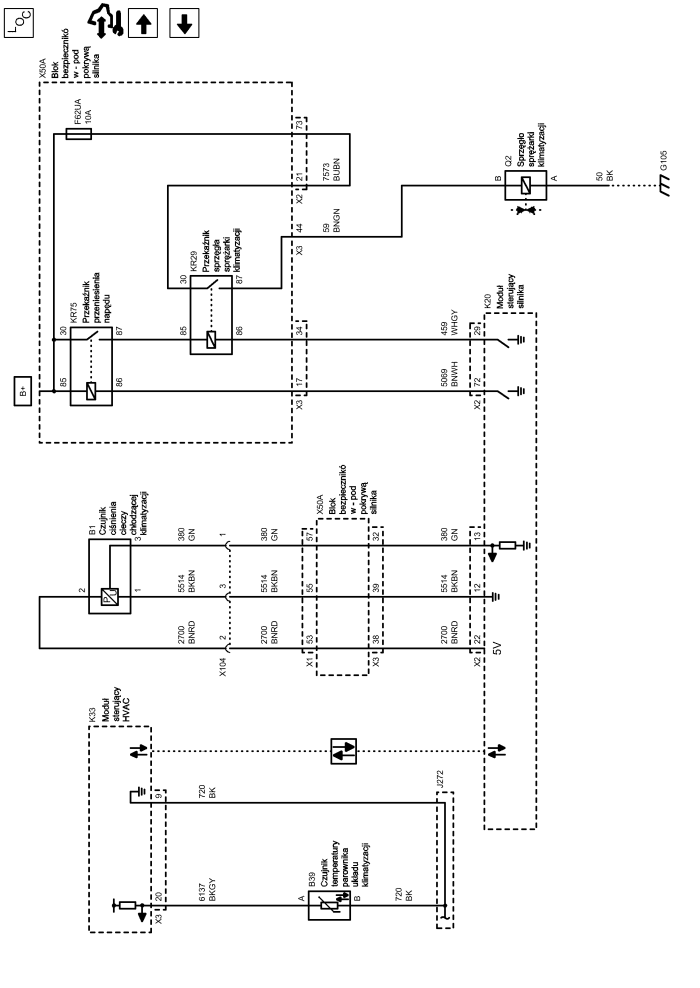 LOC
X50A
Blok
bezpiecznikó
w - pod
pokrywą
silnika
B+
F62UA
10A
KR75
Przekaźnik
przeniesienia
napędu
30
87
85
86
KR29
Przekaźnik
sprzęgła
sprężarki
klimatyzacji
30
87
85
86
73
21
X2
7573
BUBN
44
X3
59
BNGN
34
17
X3
459
WHGY
5069
BNWH
29
72
X2
K20
Moduł
sterujący
silnika
Q2
Sprzęgło
sprężarki
klimatyzacji
B
A
50
BK
G105
B1
Czujnik
ciśnienia
cieczy
chłodzącej
klimatyzacji
P
U
2
3
1
380
GN
5514
BKBN
2700
BNRD
1
3
2
X104
380
GN
5514
BKBN
2700
BNRD
57
55
53
X1
X50A
Blok
bezpiecznikó
w - pod
pokrywą
silnika
32
39
38
X3
380
GN
5514
BKBN
2700
BNRD
13
12
22
X2
5V
K33
Moduł
sterujący
HVAC
9
20
X3
720
BK
6137
BKGY
B39
Czujnik
temperatury
parownika
układu
klimatyzacji
A
B
720
BK
J272